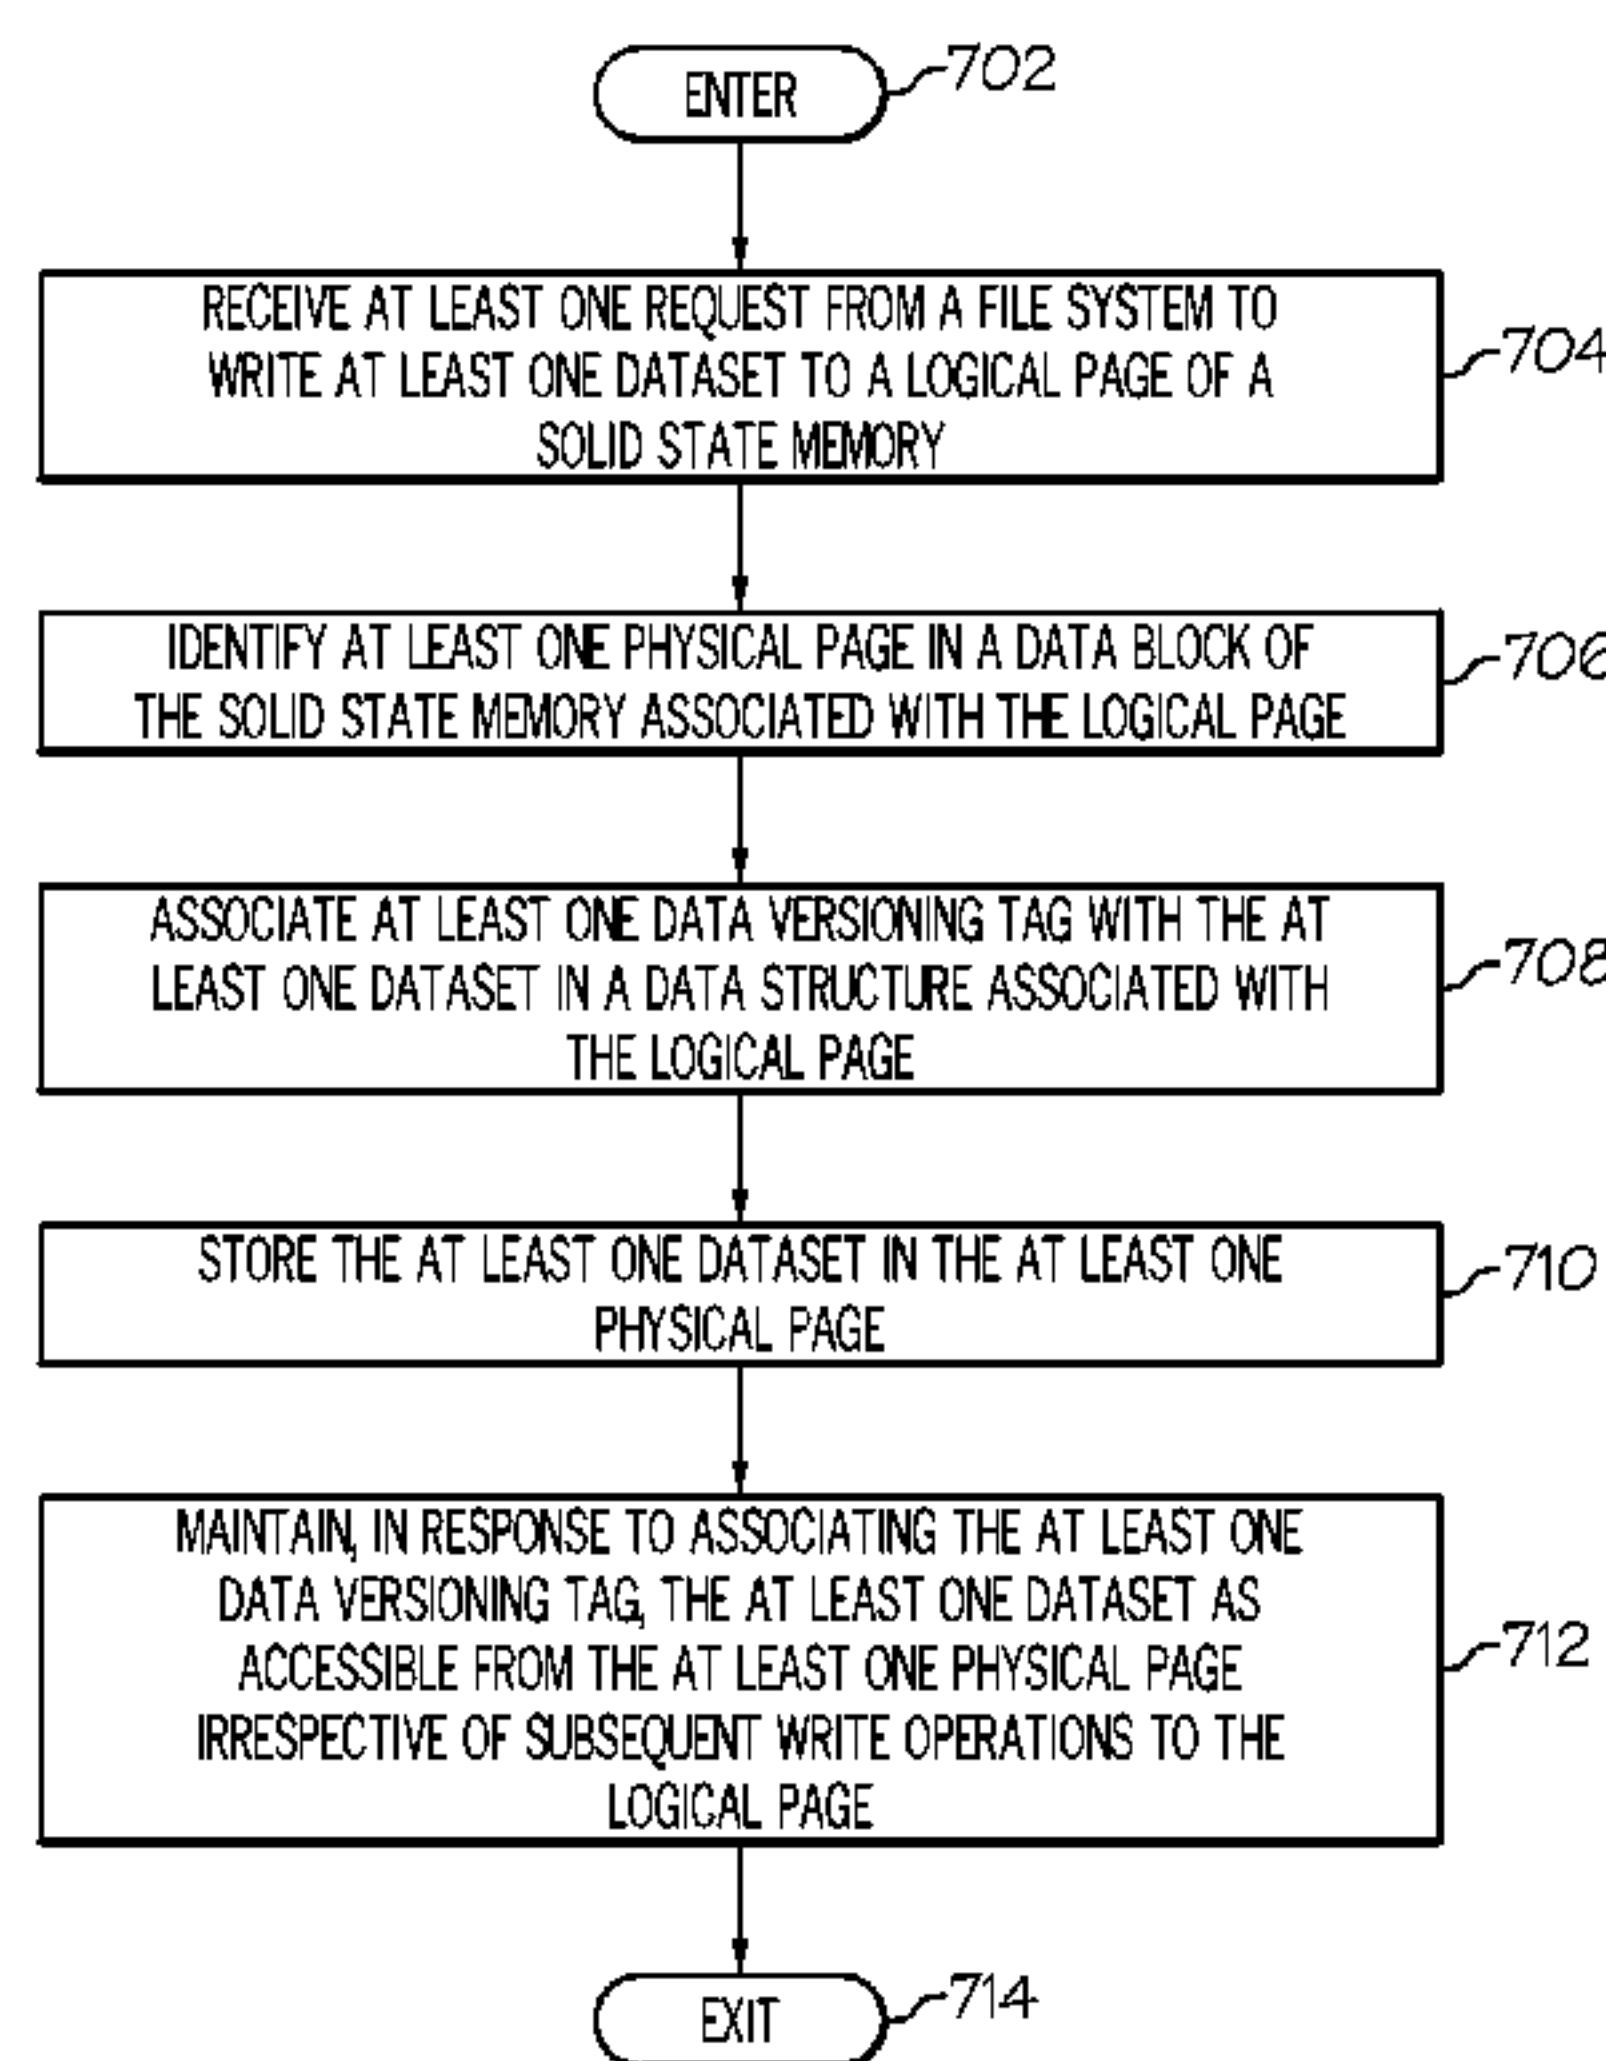 ENTER
702
RECEIVE AT LEAST ONE REQUEST FROM A FILE SYSTEM TO
WRITE AT LEAST ONE DATASET TO A LOGICAL PAGE OF A
SOLID STATE MEMORY
704
IDENTIFY AT LEAST ONE PHYSICAL PAGE IN A DATA BLOCK OF
THE SOLID STATE MEMORY ASSOCIATED WITH THE LOGICAL PAGE
706
ASSOCIATE AT LEAST ONE DATA VERSIONING TAG WITH THE AT
LEAST ONE DATASET IN A DATA STRUCTURE ASSOCIATED WITH
THE LOGICAL PAGE
708
STORE THE AT LEAST ONE DATASET IN THE AT LEAST ONE
PHYSICAL PAGE
710
MAINTAIN, IN RESPONSE TO ASSOCIATING THE AT LEAST ONE
DATA VERSIONING TAG, THE AT LEAST ONE DATASET AS
ACCESSIBLE FROM THE AT LEAST ONE PHYSICAL PAGE
IRRESPECTIVE OF SUBSEQUENT WRITE OPERATIONS TO THE
LOGICAL PAGE
712
EXIT
714